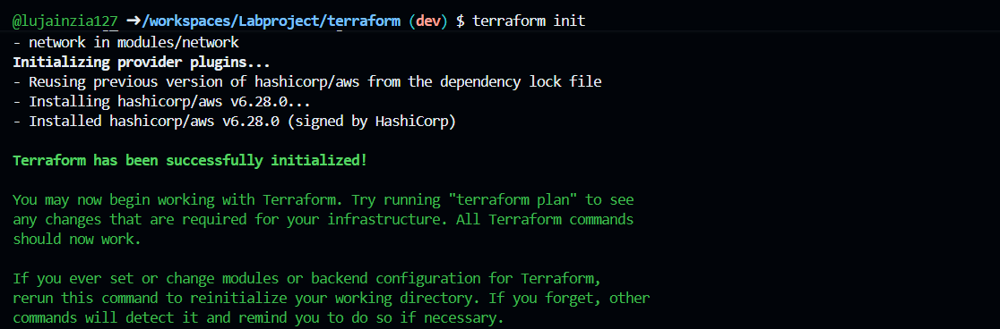 @lujainzia127 ➜/workspaces/Labproject/terraform (dev) $ terraform init
- network in modules/network
Initializing provider plugins...
- Reusing previous version of hashicorp/aws from the dependency lock file
- Installing hashicorp/aws v6.28.0...
- Installed hashicorp/aws v6.28.0 (signed by HashiCorp)
Terraform has been successfully initialized!
You may now begin working with Terraform. Try running "terraform plan" to see
any changes that are required for your infrastructure. All Terraform commands
should now work.
If you ever set or change modules or backend configuration for Terraform,
rerun this command to reinitialize your working directory. If you forget, other
commands will detect it and remind you to do so if necessary.